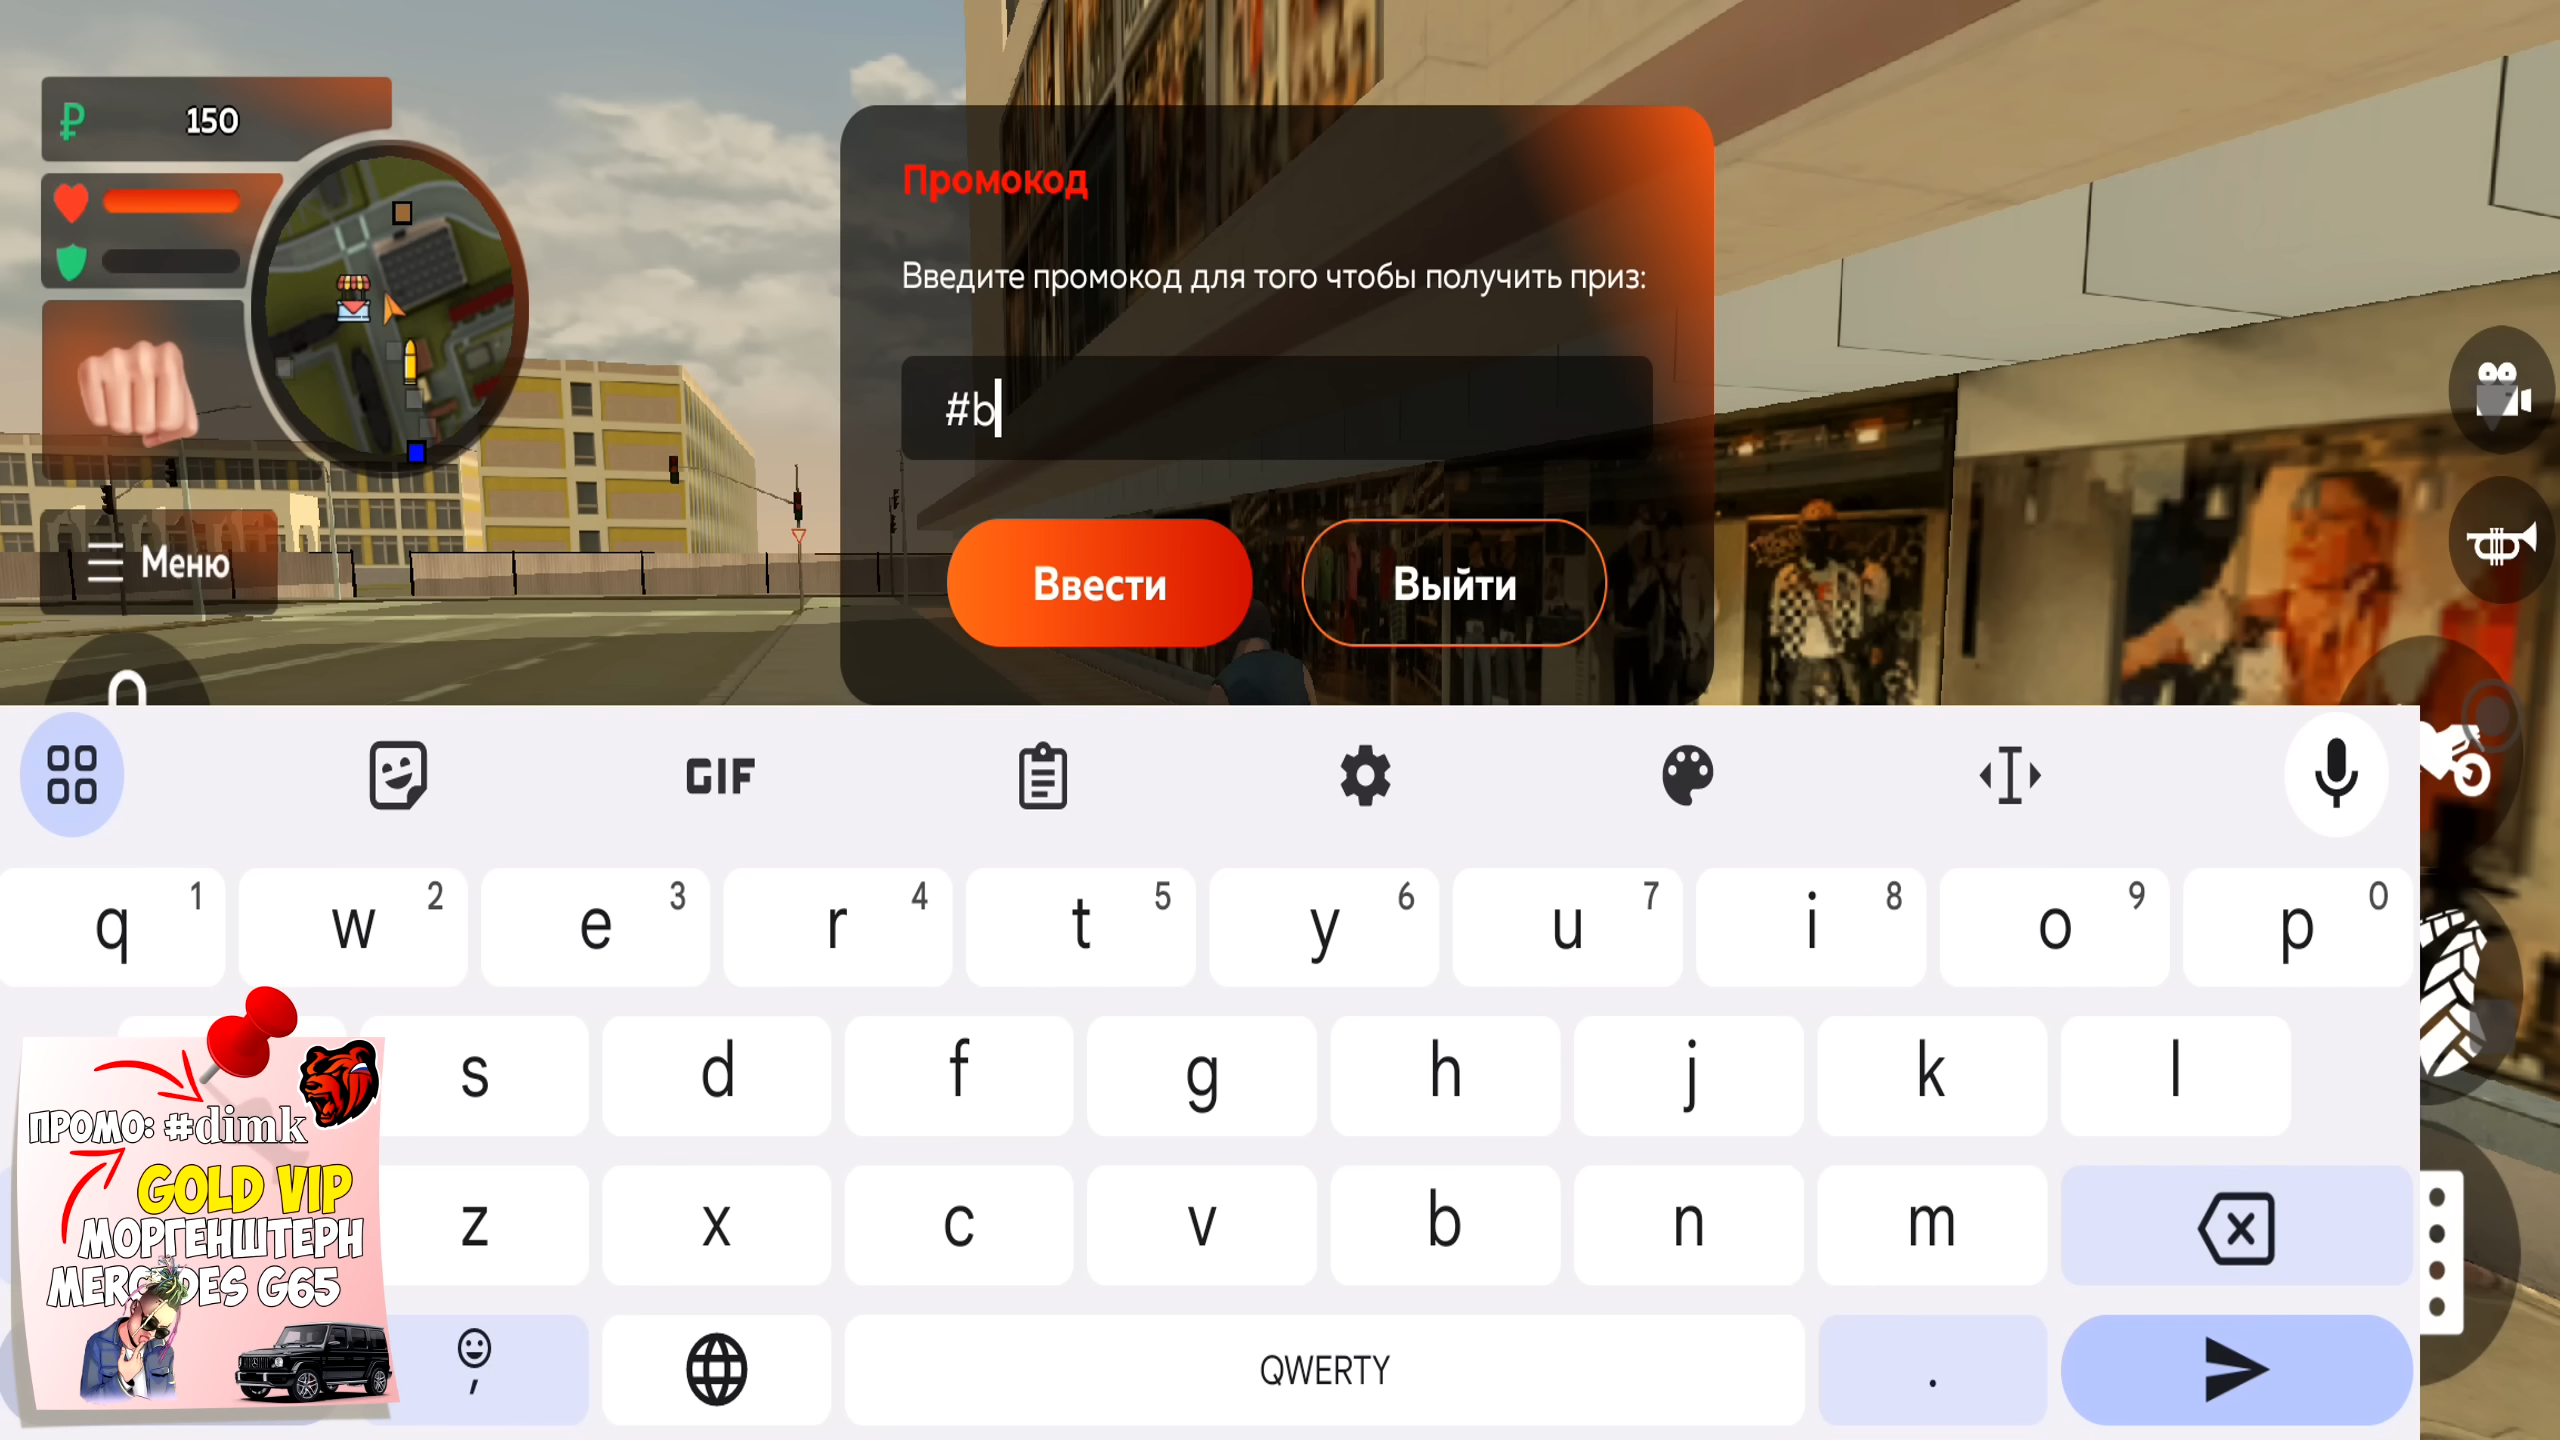 150
Меню
Промокод
Введите промокод для того чтобы получить приз:
#b
Ввести
Выйти
GIF
q 1 w 2 e 3 r 4 t 5 y 6 u 7 i 8 o 9 p 0
s d f g h j k l
z x c v b n m
, QWERTY .
ПРОМО: #dimk
GOLD VIP
МОРГЕНШТЕРН
MERCEDES G65